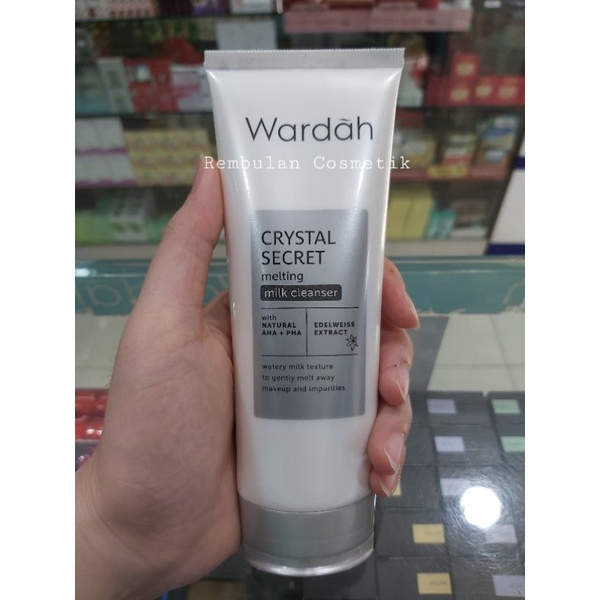 Wardah
Rembulan Cosmetik
CRYSTAL
SECRET
melting
milk cleanser
with
NATURAL
AHA + PHA
EDELWEISS
EXTRACT
watery milk texture
to gently melt away
makeup and impurities